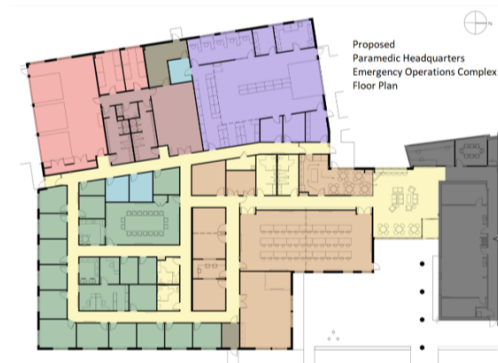 Proposed
Paramedic Headquarters
Emergency Operations Complex
Floor Plan